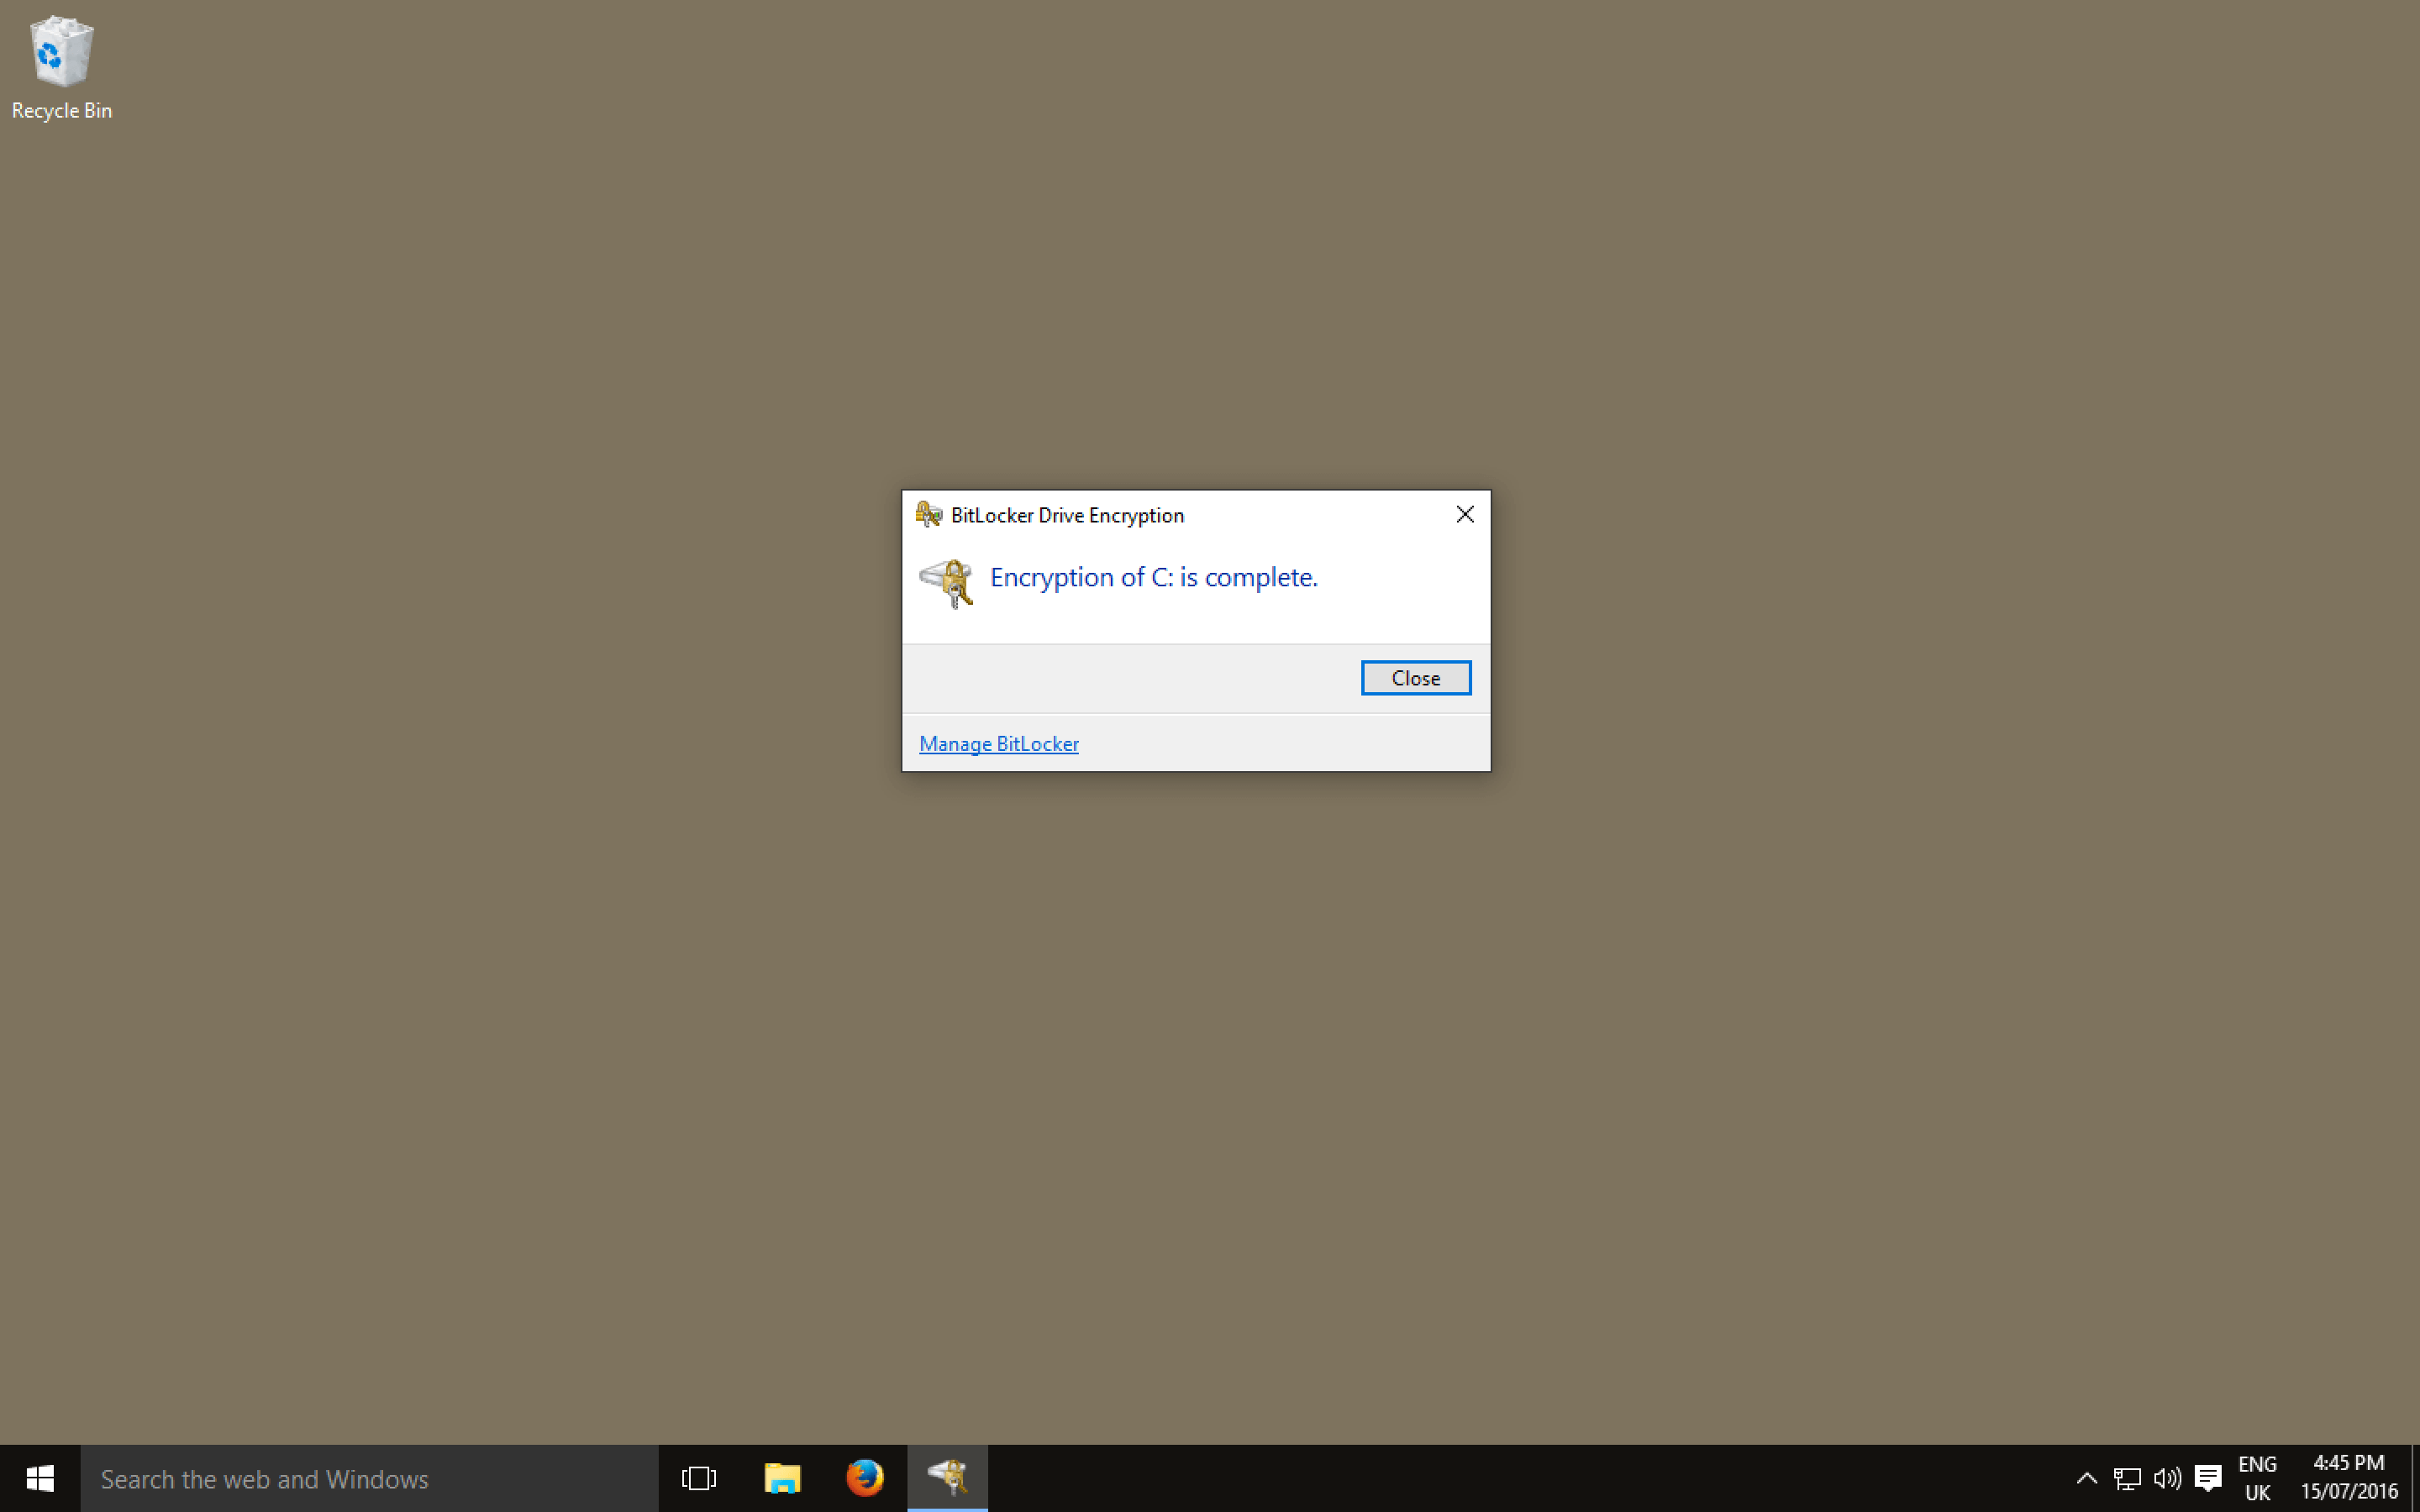 Recycle Bin
BitLocker Drive Encryption
Encryption of C: is complete.
Close
Manage BitLocker
Search the web and Windows
ENG
UK
4:45 PM
15/07/2016